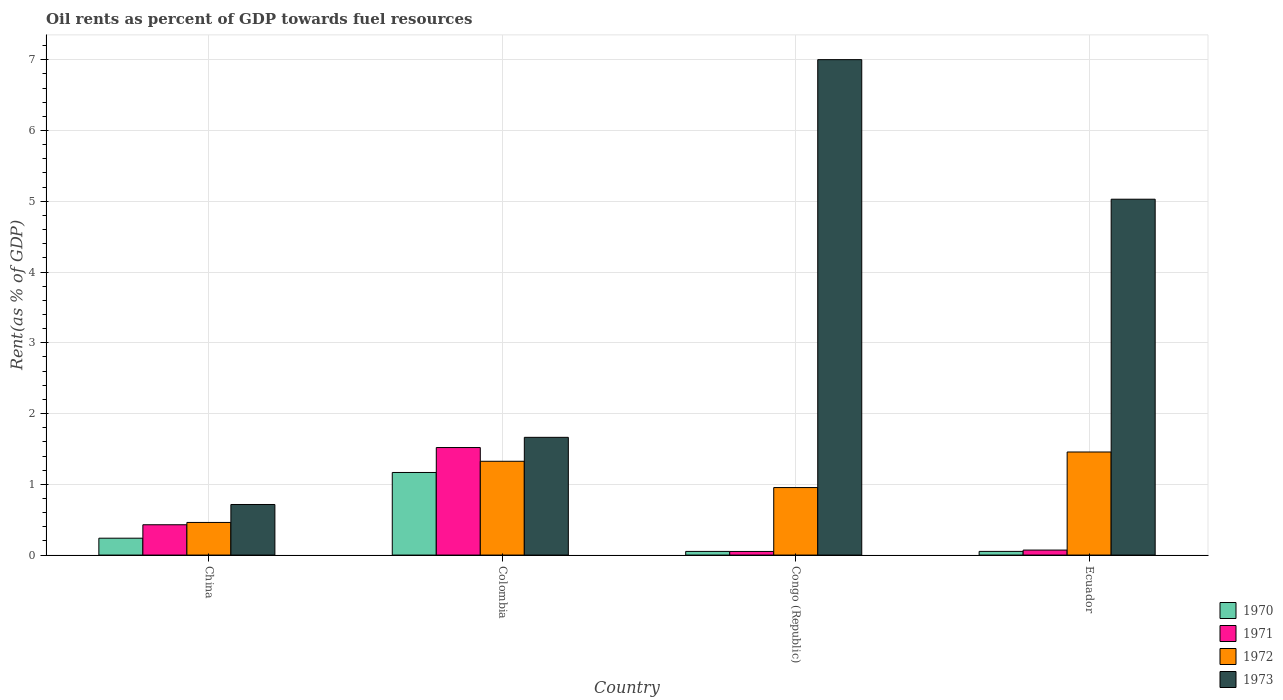 Oil rents as percent of GDP towards fuel resources
Rent(as % of GDP)
7
6
5
4
3
2
1
0
China
Colombia
Congo (Republic)
Ecuador
Country
1970
1971
1972
1973